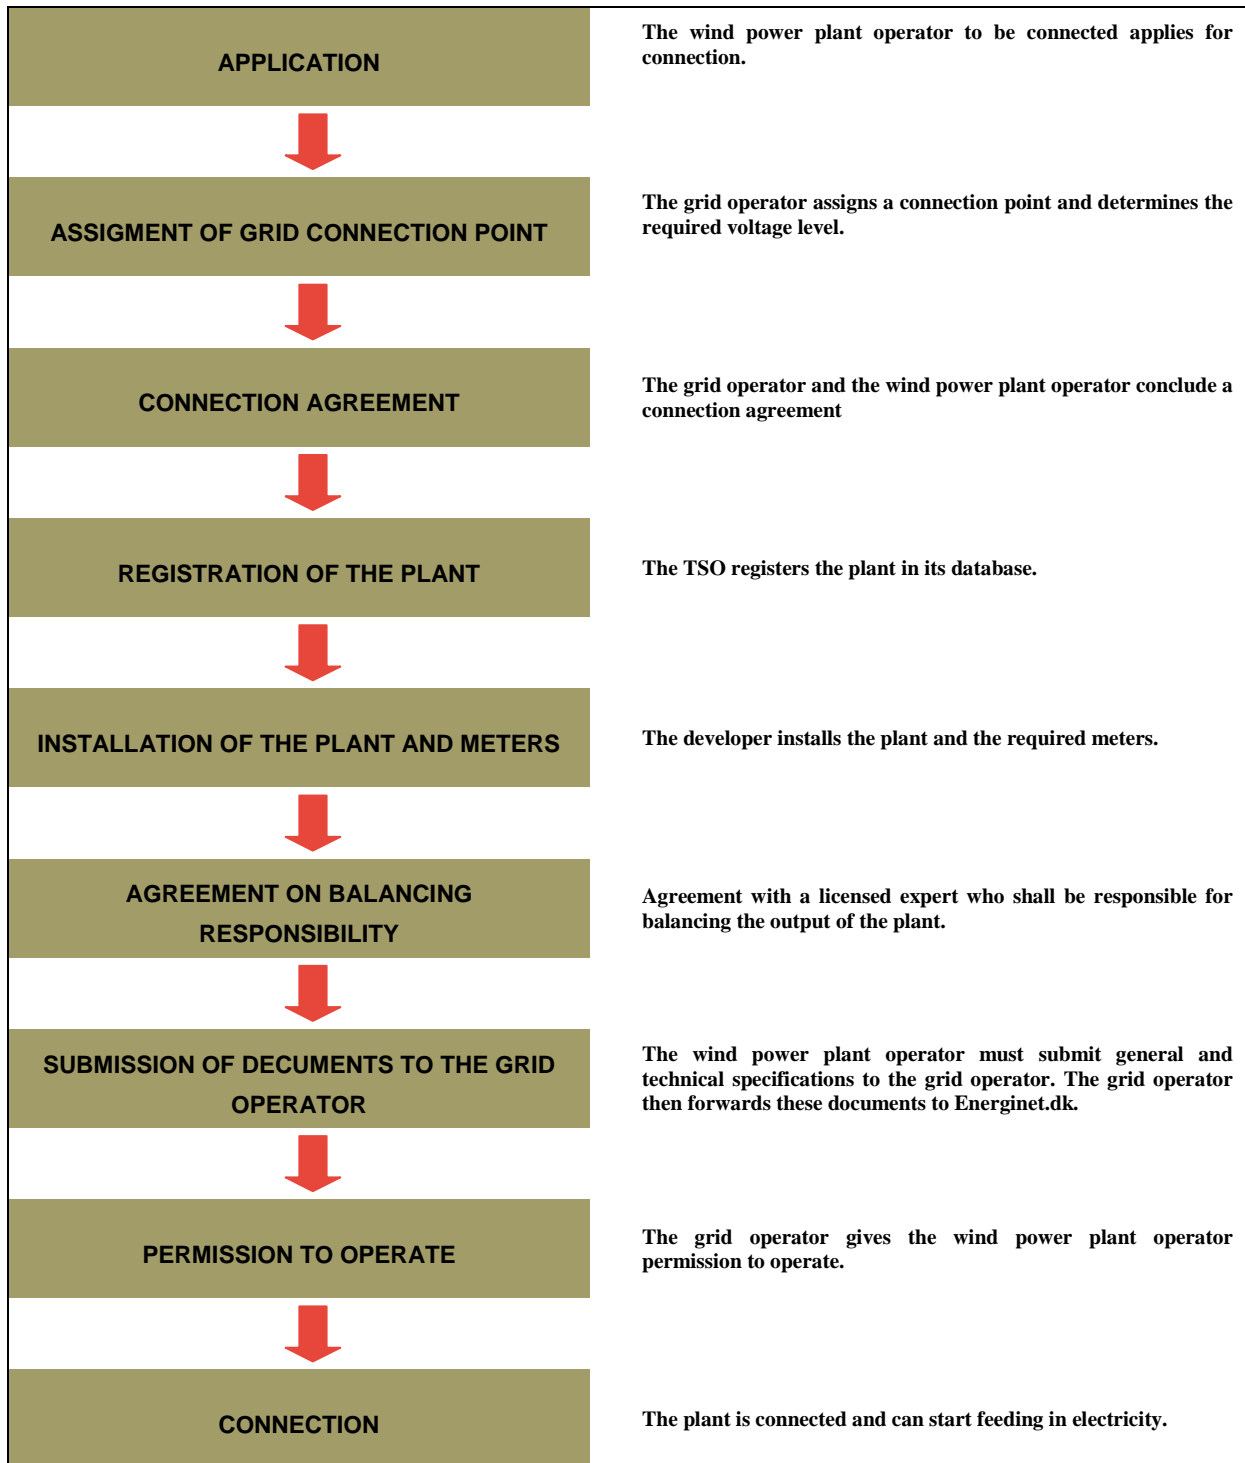 APPLICATION
The wind power plant operator to be connected applies for
connection.
ASSIGMENT OF GRID CONNECTION POINT
The grid operator assigns a connection point and determines the
required voltage level.
CONNECTION AGREEMENT
The grid operator and the wind power plant operator conclude a
connection agreement
REGISTRATION OF THE PLANT
The TSO registers the plant in its database.
INSTALLATION OF THE PLANT AND METERS
The developer installs the plant and the required meters.
AGREEMENT ON BALANCING
RESPONSIBILITY
Agreement with a licensed expert who shall be responsible for
balancing the output of the plant.
SUBMISSION OF DECUMENTS TO THE GRID
OPERATOR
The wind power plant operator must submit general and
technical specifications to the grid operator. The grid operator
then forwards these documents to Energinet.dk.
PERMISSION TO OPERATE
The grid operator gives the wind power plant operator
permission to operate.
CONNECTION
The plant is connected and can start feeding in electricity.